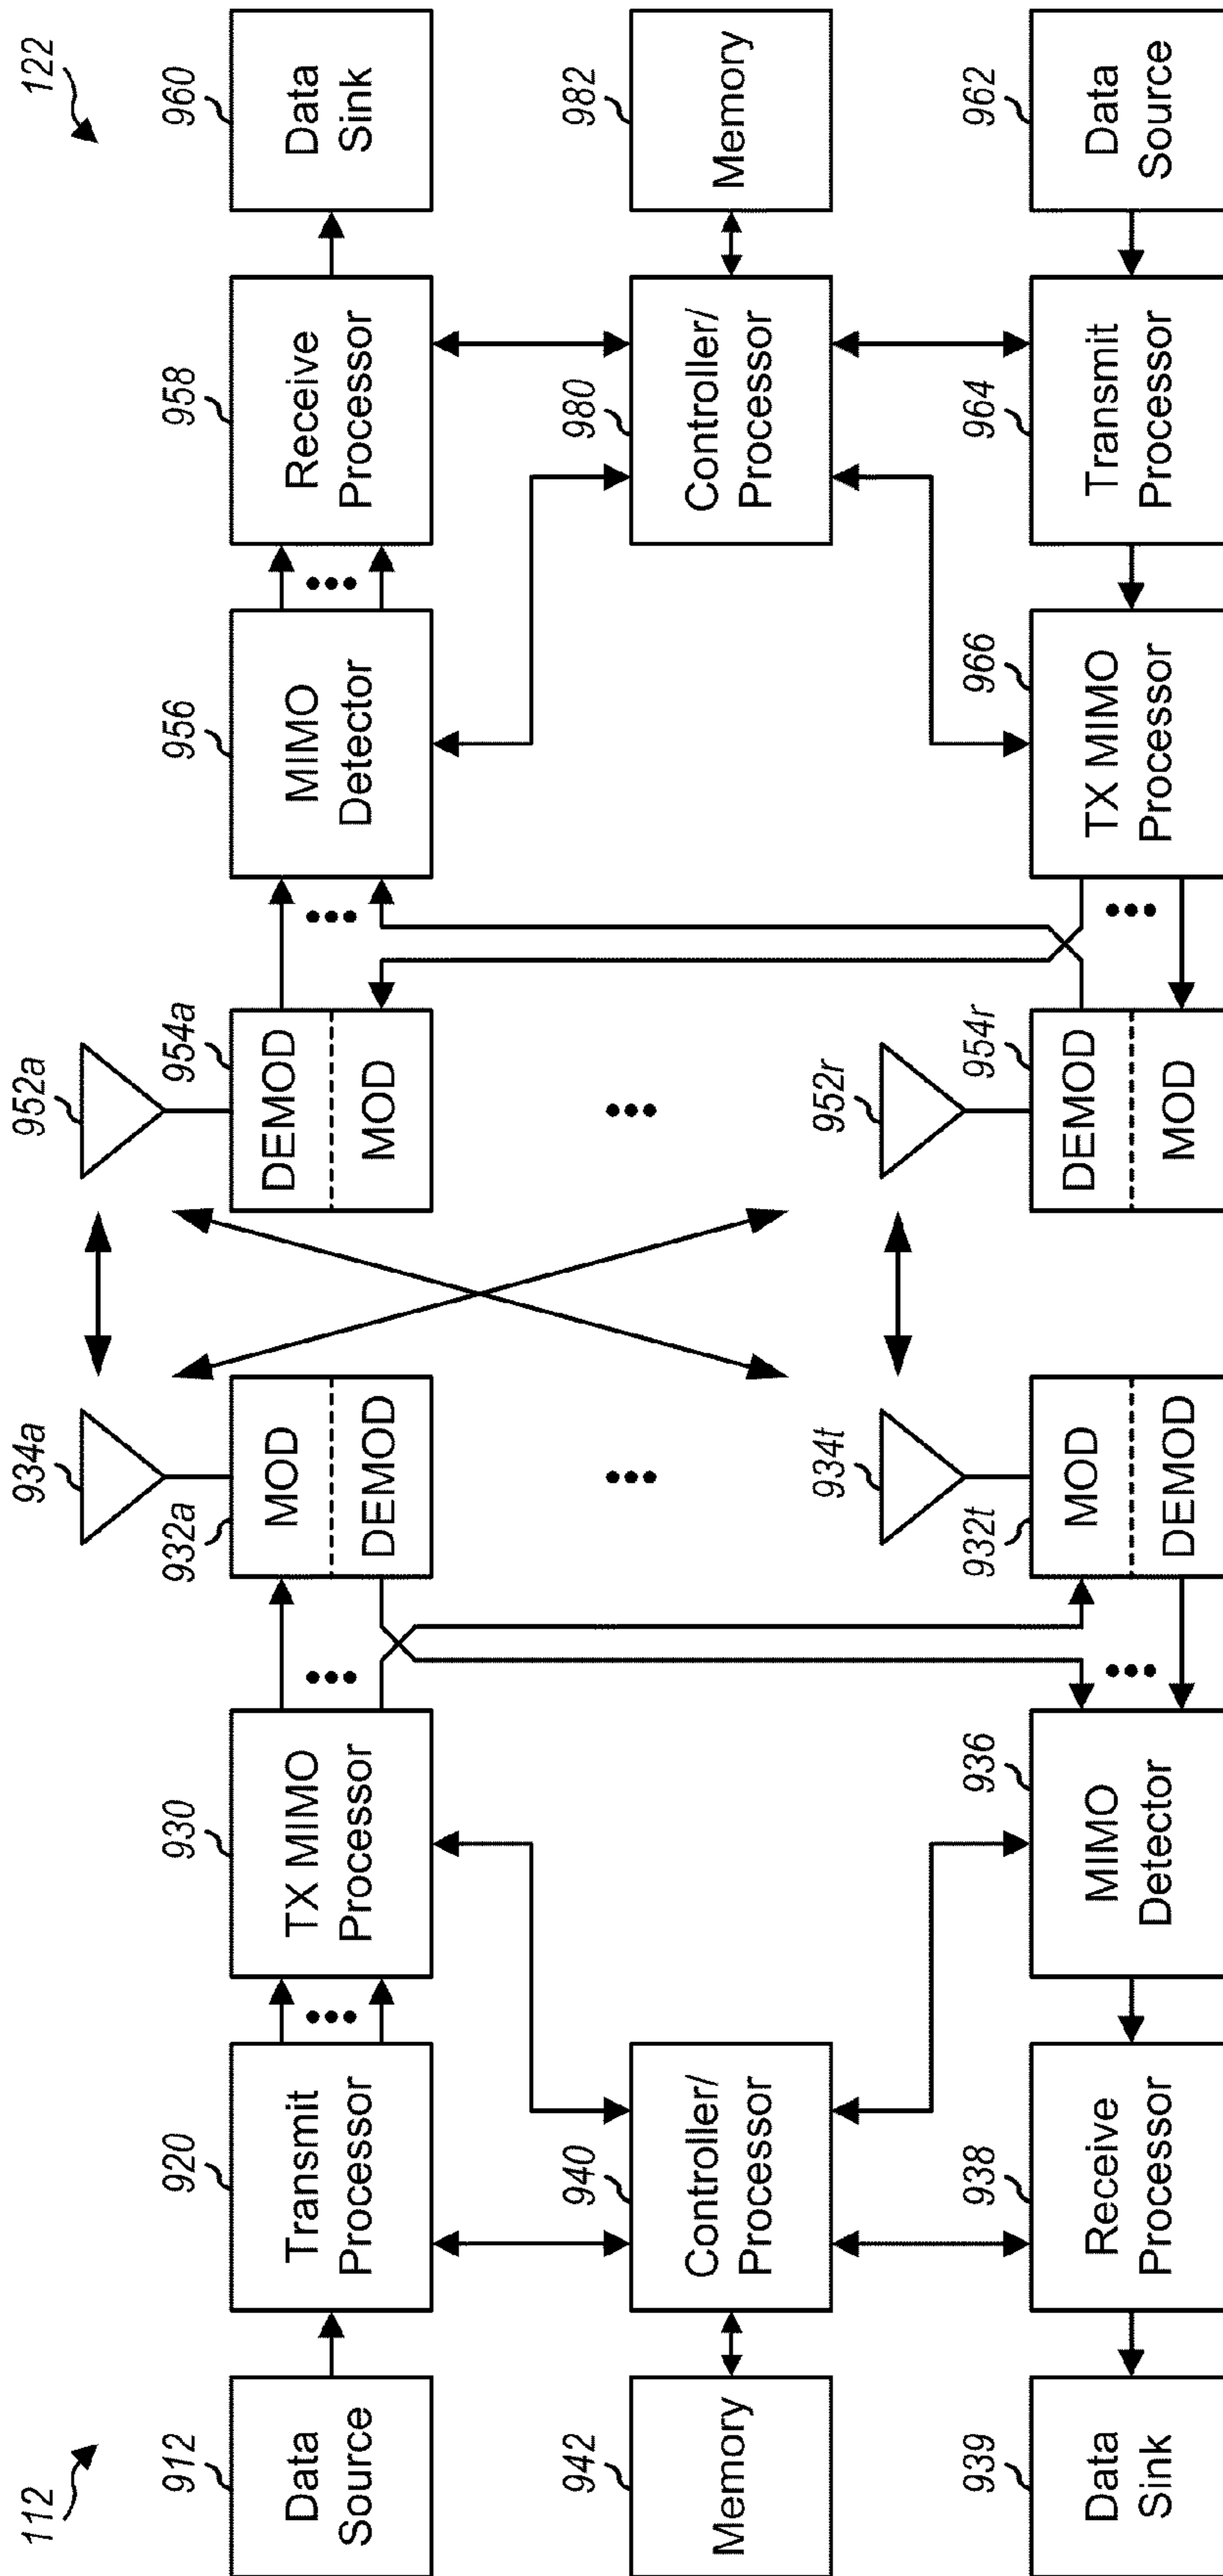 112
122
912
Data
Source
920
Transmit
Processor
930
TX MIMO
Processor
932a
MOD
DEMOD
934a
952a
954a
DEMOD
MOD
956
MIMO
Detector
958
Receive
Processor
960
Data
Sink
942
Memory
940
Controller/
Processor
980
Controller/
Processor
982
Memory
939
Data
Sink
938
Receive
Processor
936
MIMO
Detector
932t
MOD
DEMOD
934t
952r
954r
DEMOD
MOD
966
TX MIMO
Processor
964
Transmit
Processor
962
Data
Source